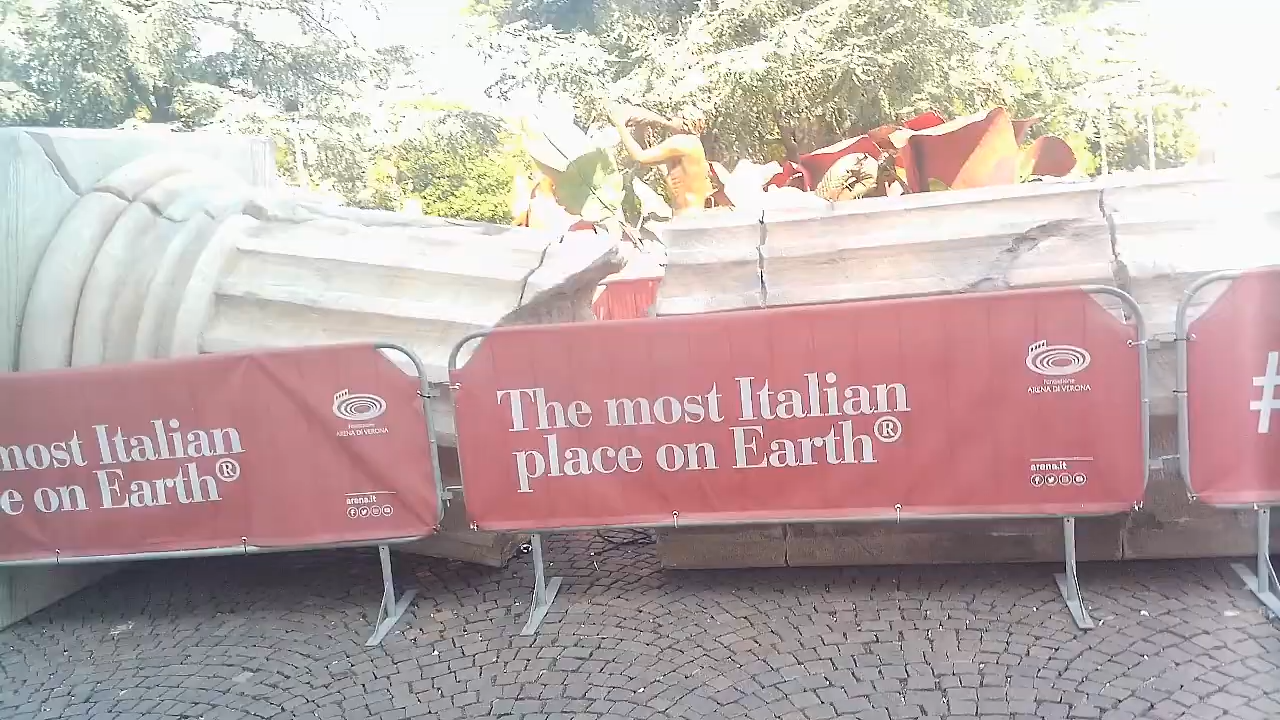 most Italian
e on Earth®
Fondazione
ARENA DI VERONA
arena.it
The most Italian
place on Earth®
Fondazione
ARENA DI VERONA
arena.it
#